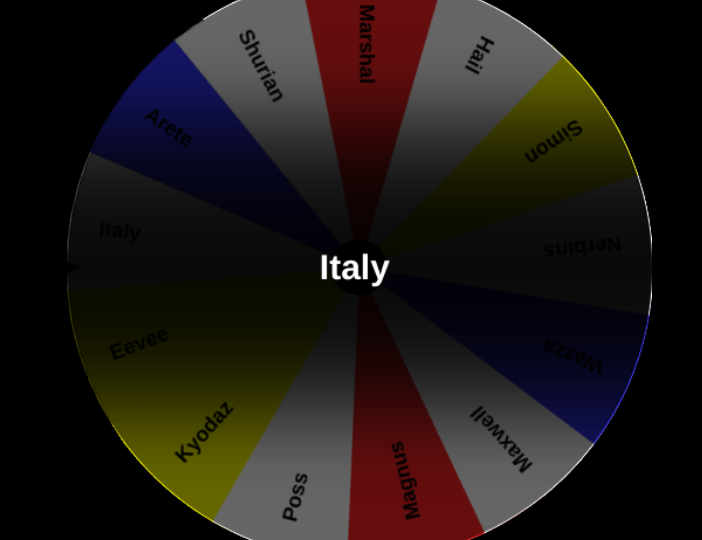 Marshal
Hail
Simon
Nerbins
Wazza
Maxwell
Magnus
Poss
Kyodaz
Eevee
Italy
Arete
Shurian
Italy